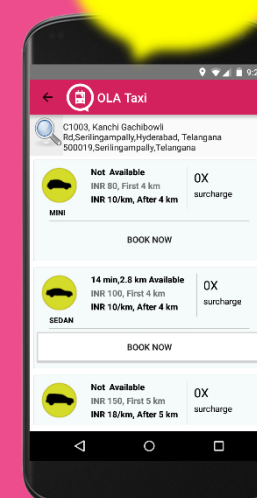 9:2
OLA Taxi
C1003, Kanchi Gachibowli
Rd,Serilingampally,Hyderabad, Telangana
500019,Serilingampally,Telangana
Not Available
INR 80, First 4 km
INR 10/km, After 4 km
0X
surcharge
MINI
BOOK NOW
14 min,2.8 km Available
INR 100, First 4 km
INR 10/km, After 4 km
0X
surcharge
SEDAN
BOOK NOW
Not Available
INR 150, First 5 km
INR 18/km, After 5 km
0X
surcharge